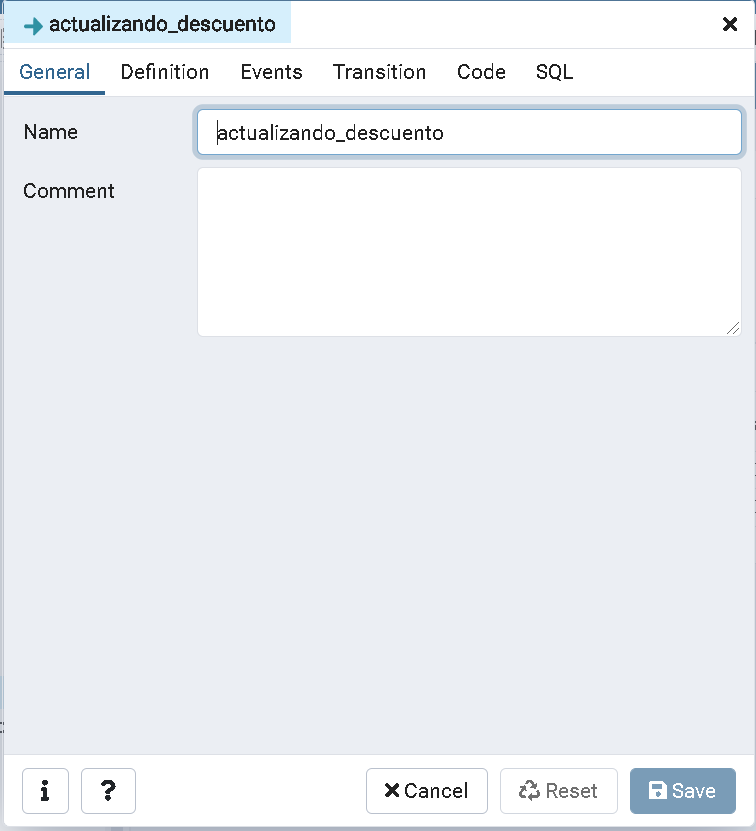 actualizando_descuento
General Definition Events Transition Code SQL
Name actualizando_descuento
Comment
i ? Cancel Reset Save